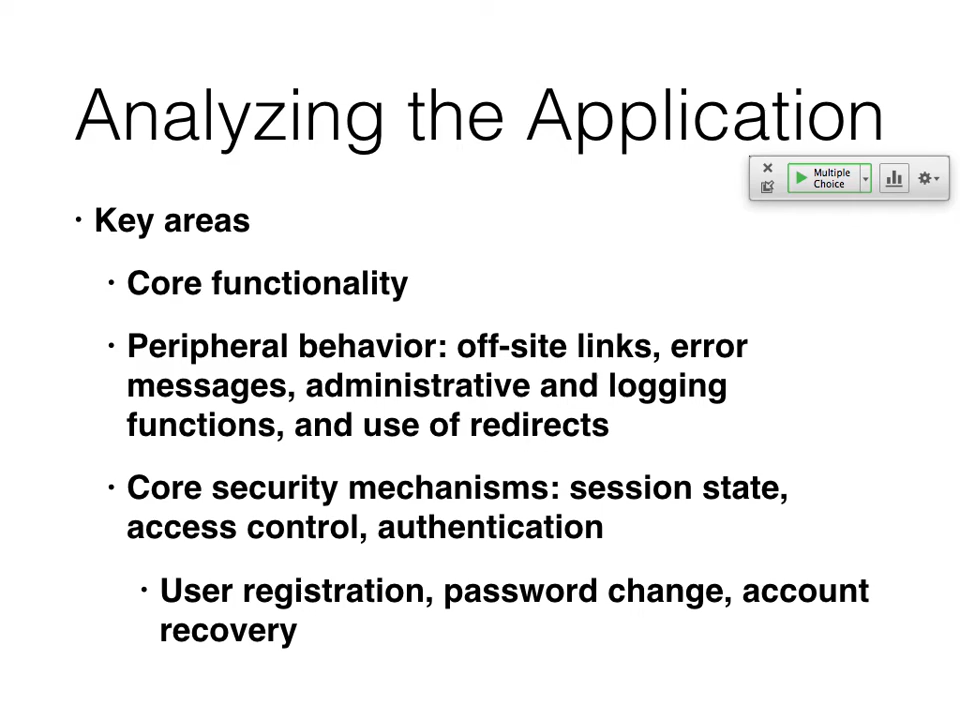 Analyzing the Application
Multiple
Choice
• Key areas
• Core functionality
• Peripheral behavior: off-site links, error
messages, administrative and logging
functions, and use of redirects
• Core security mechanisms: session state,
access control, authentication
• User registration, password change, account
recovery